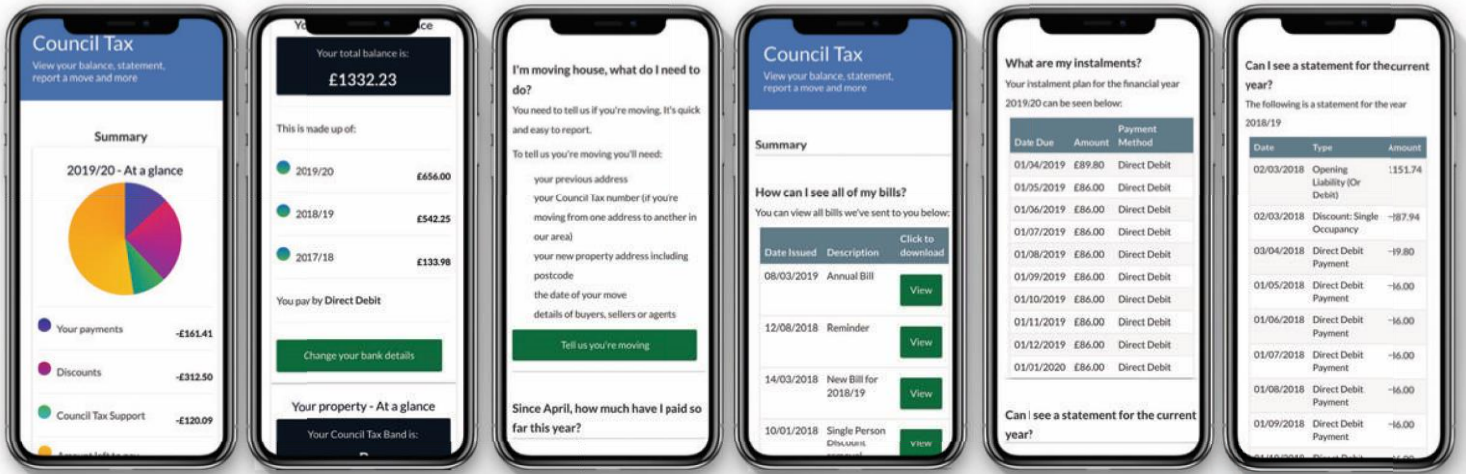 Council Tax
View your balance, statement,
report a move and more
Summary
2019/20 - At a glance
Your payments -£161.41
Discounts -£312.50
Council Tax Support -£120.09
Your total balance is:
£1332.23
This is made up of:
2019/20 £656.00
2018/19 £542.25
2017/18 £133.98
You pay by Direct Debit
Change your bank details
Your property - At a glance
Your Council Tax Band is:
I'm moving house, what do I need to
do?
You need to tell us if you're moving. It's quick
and easy to report.
To tell us you're moving you'll need:
your previous address
your Council Tax number (if you're
moving from one address to another in
our area)
your new property address including
postcode
the date of your move
details of buyers, sellers or agents
Tell us you're moving
Since April, how much have I paid so
far this year?
Council Tax
View your balance, statement,
report a move and more
Summary
How can I see all of my bills?
You can view all bills we've sent to you below:
Date Issued Description Click to
download
08/03/2019 Annual Bill View
12/08/2018 Reminder View
14/03/2018 New Bill for
2018/19 View
10/01/2018 Single Person
Discount
View
What are my instalments?
Your instalment plan for the financial year
2019/20 can be seen below:
Date Due Amount Payment
Method
01/04/2019 £89.80 Direct Debit
01/05/2019 £86.00 Direct Debit
01/06/2019 £86.00 Direct Debit
01/07/2019 £86.00 Direct Debit
01/08/2019 £86.00 Direct Debit
01/09/2019 £86.00 Direct Debit
01/10/2019 £86.00 Direct Debit
01/11/2019 £86.00 Direct Debit
01/12/2019 £86.00 Direct Debit
01/01/2020 £86.00 Direct Debit
Can I see a statement for the current
year?
Can I see a statement for the current
year?
The following is a statement for the year
2018/19
Date Type Amount
02/03/2018 Opening
Liability (Or
Debit)
02/03/2018 Discount: Single
Occupancy
03/04/2018 Direct Debit
Payment
01/05/2018 Direct Debit
Payment
01/06/2018 Direct Debit
Payment
01/07/2018 Direct Debit
Payment
01/08/2018 Direct Debit
Payment
01/09/2018 Direct Debit
Payment